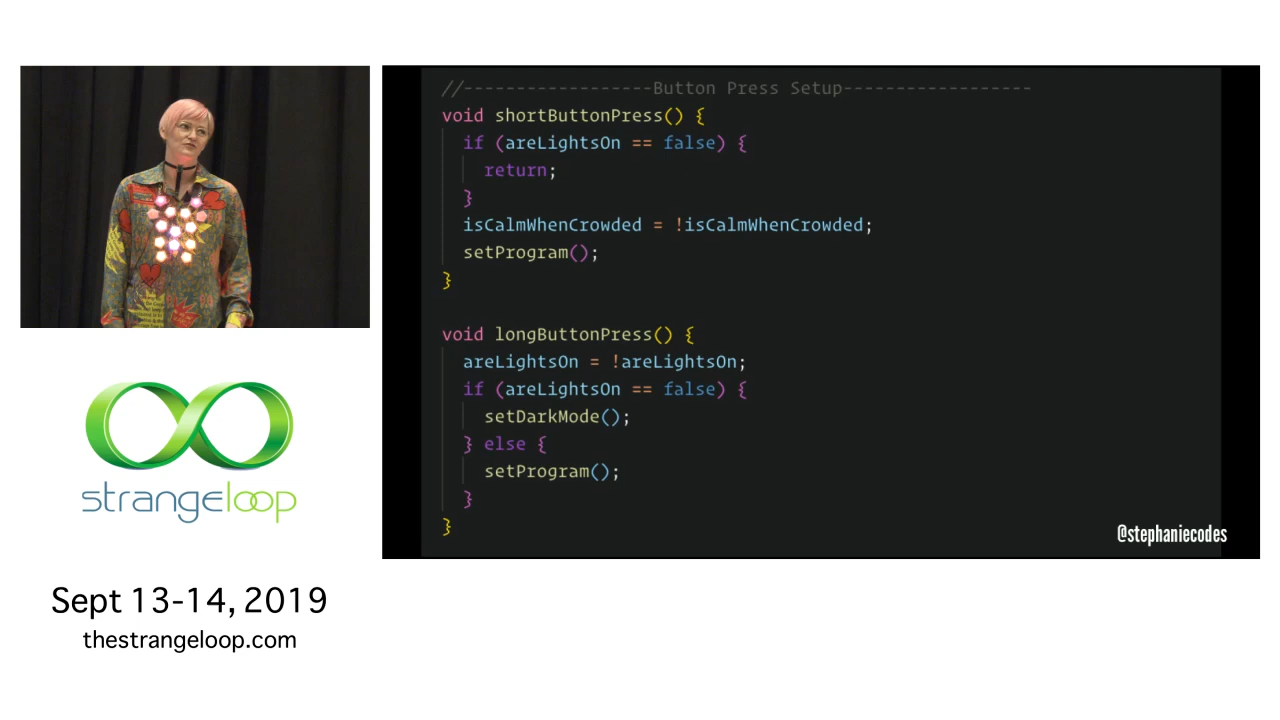 //------------------Button Press Setup------------------
void shortButtonPress() {
if (areLightsOn == false) {
return;
}
isCalmWhenCrowded = !isCalmWhenCrowded;
setProgram();
}
void longButtonPress() {
areLightsOn = !areLightsOn;
if (areLightsOn == false) {
setDarkMode();
} else {
setProgram();
}
}
@stephaniecodes
strangeloop
Sept 13-14, 2019
thestrangeloop.com